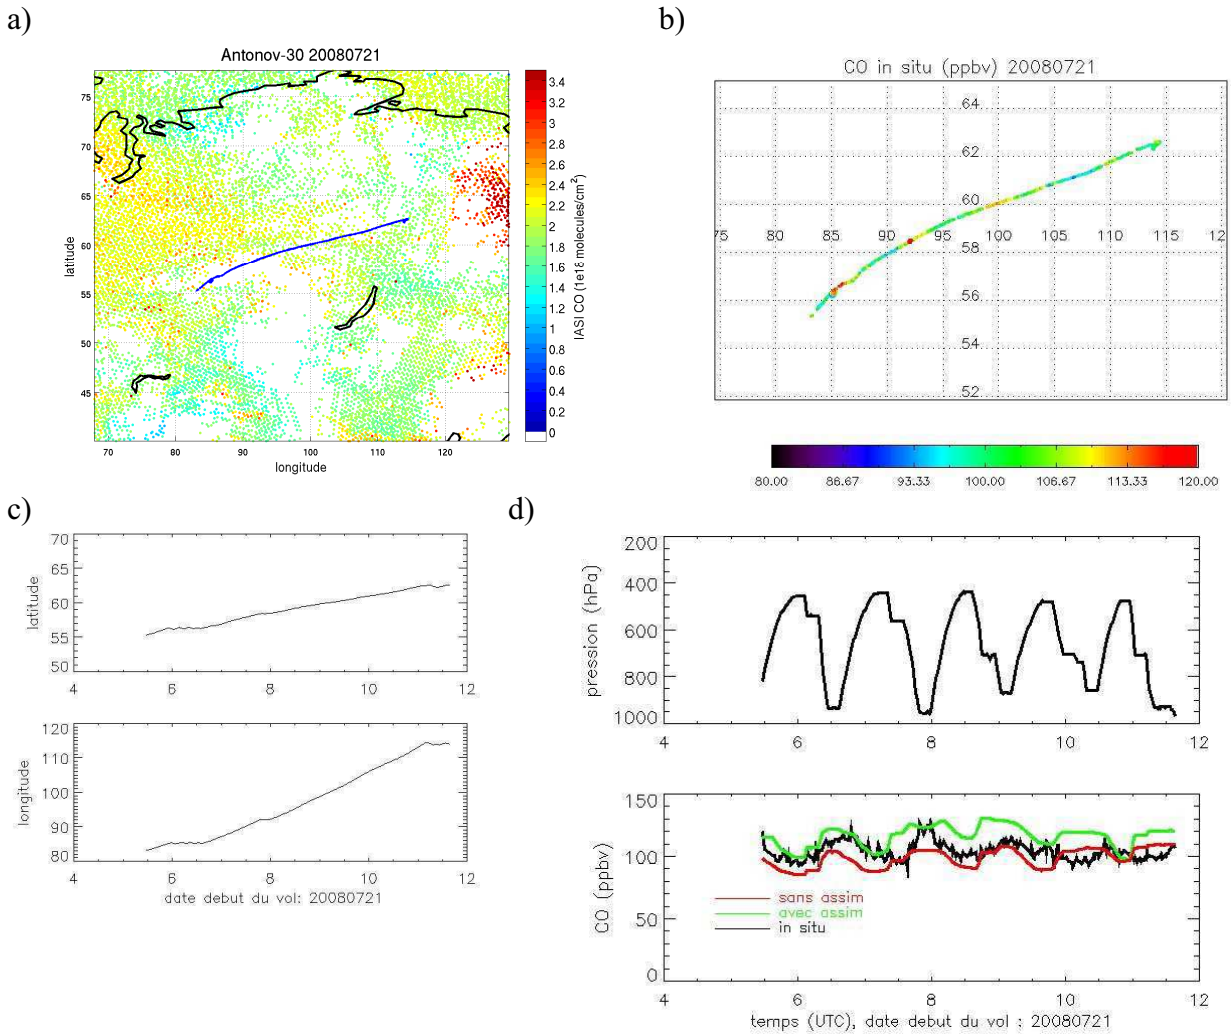 a)
Antonov-30 20080721
75
70
65
60
55
50
45
70 80 90 100 110 120
latitude
longitude
3.4
3.2
3
2.8
2.6
2.4
2.2
2
1.8
1.6
1.4
1.2
1
0.8
0.6
0.4
0.2
0
IASI CO (1e18 molecules/cm²)
b)
CO in situ (ppbv) 20080721
64
62
60
75 80 85 90 95 100 105 110 115 120
58
56
54
52
80.00 86.67 93.33 100.00 106.67 113.33 120.00
c)
70
65
60
55
50
latitude
4 6 8 10 12
120
110
100
90
80
longitude
4 6 8 10 12
date debut du vol: 20080721
d)
200
400
600
800
1000
pression (hPa)
4 6 8 10 12
150
100
50
0
CO (ppbv)
sans assim
avec assim
in situ
4 6 8 10 12
temps (UTC), date debut du vol : 20080721